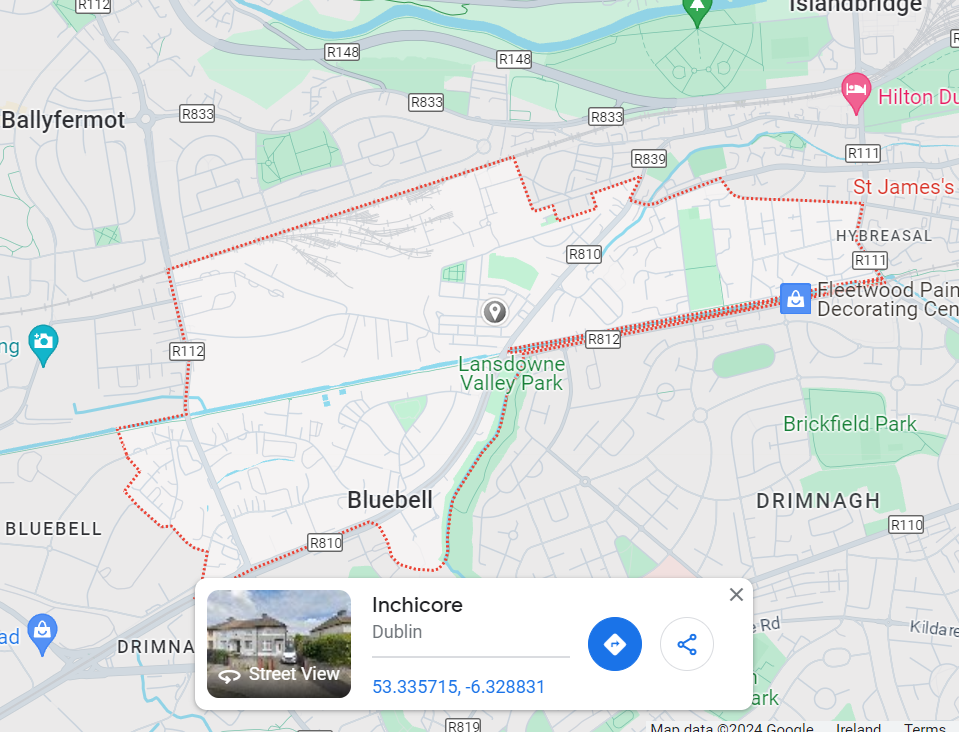 R112
Islandbridge
R148
R148
R833
R833
R833
Hilton Du
Ballyfermot
R839
R111
St James's
HYBREASAL
R810
R111
Fleetwood Pain
Decorating Cen
ng
R112
R812
Lansdowne
Valley Park
Brickfield Park
Bluebell
DRIMNAGH
BLUEBELL
R110
R810
ad
DRIMNA
Inchicore
Dublin
Street View
53.335715, -6.328831
Rd
Kildare
ark
R819
Map data ©2024 Google Ireland Terms